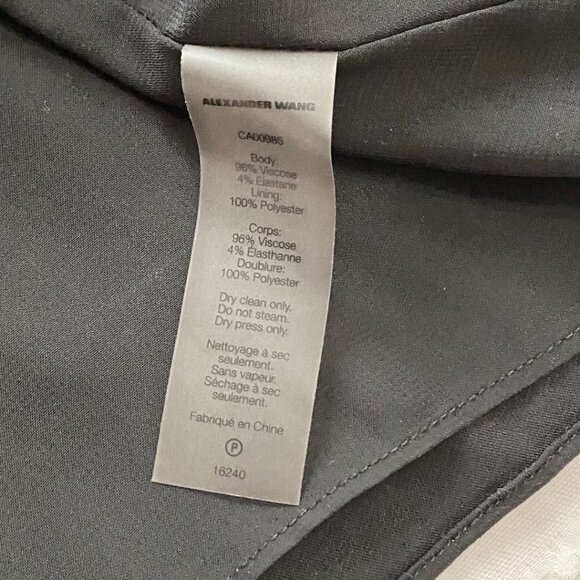 ALEXANDER WANG
CA00985
Body:
96% Viscose
4% Elastane
Lining:
100% Polyester
Corps:
96% Viscose
4% Elasthanne
Doublure:
100% Polyester
Dry clean only.
Do not steam.
Dry press only.
Nettoyage à sec
seulement.
Sans vapeur.
Séchage à sec
seulement.
Fabriqué en Chine
P
16240